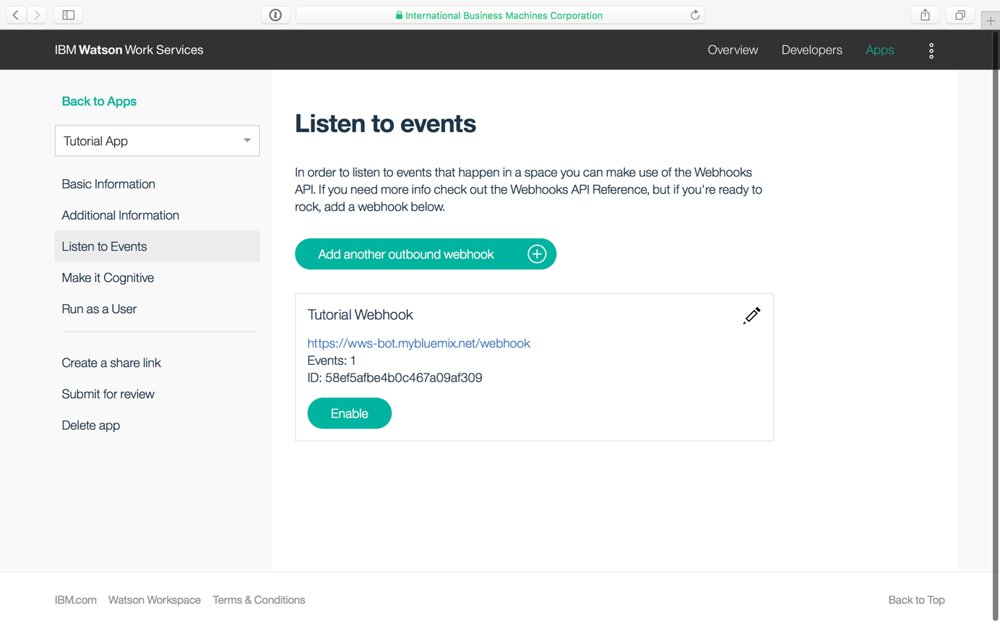 International Business Machines Corporation
IBM Watson Work Services
Overview
Developers
Apps
Back to Apps
Tutorial App
Basic Information
Additional Information
Listen to Events
Make it Cognitive
Run as a User
Create a share link
Submit for review
Delete app
Listen to events
In order to listen to events that happen in a space you can make use of the Webhooks
API. If you need more info check out the Webhooks API Reference, but if you're ready to
rock, add a webhook below.
Add another outbound webhook
Tutorial Webhook
https://wws-bot.mybluemix.net/webhook
Events: 1
ID: 58ef5afbe4b0c467a09af309
Enable
IBM.com
Watson Workspace
Terms & Conditions
Back to Top